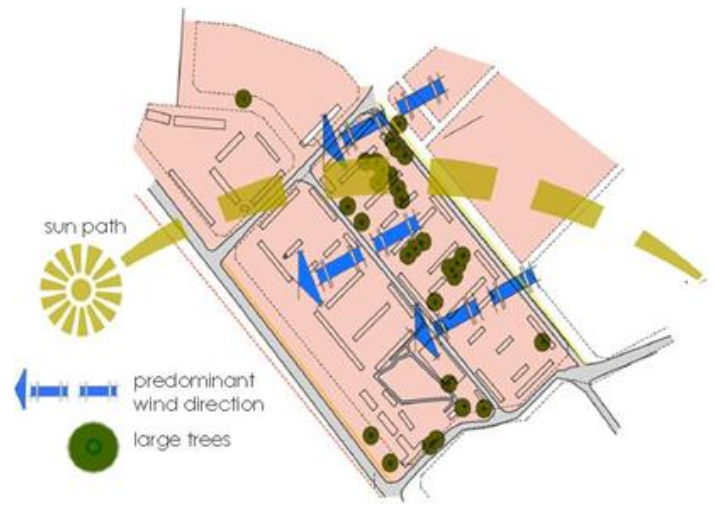 sun path
predominant
wind direction
large trees